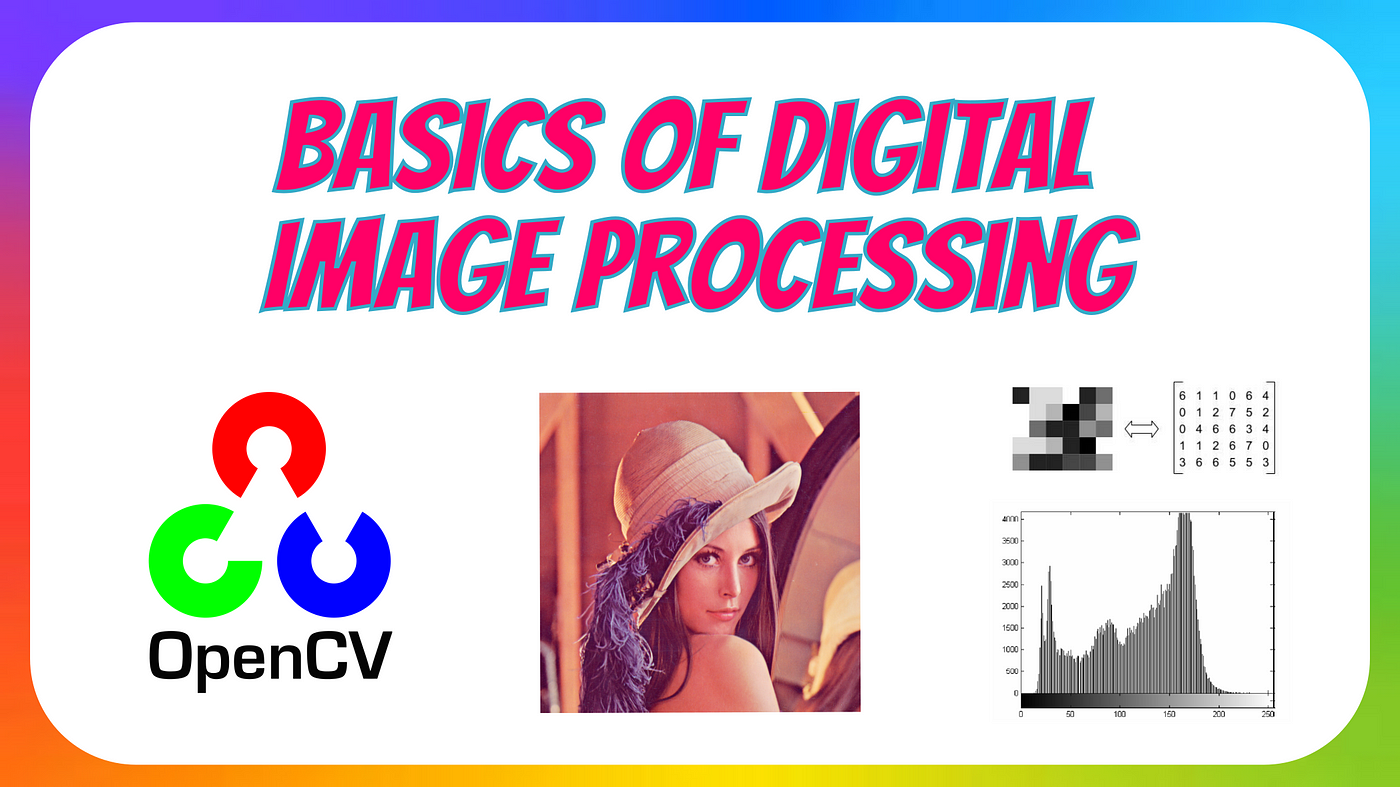 BASICS OF DIGITAL
IMAGE PROCESSING
OpenCV
6 1 1 0 6 4
0 1 2 7 5 2
0 4 6 6 3 4
1 1 2 6 7 0
3 6 6 5 5 3
4000
3500
3000
2500
2000
1500
1000
500
0
0 50 100 150 200 250